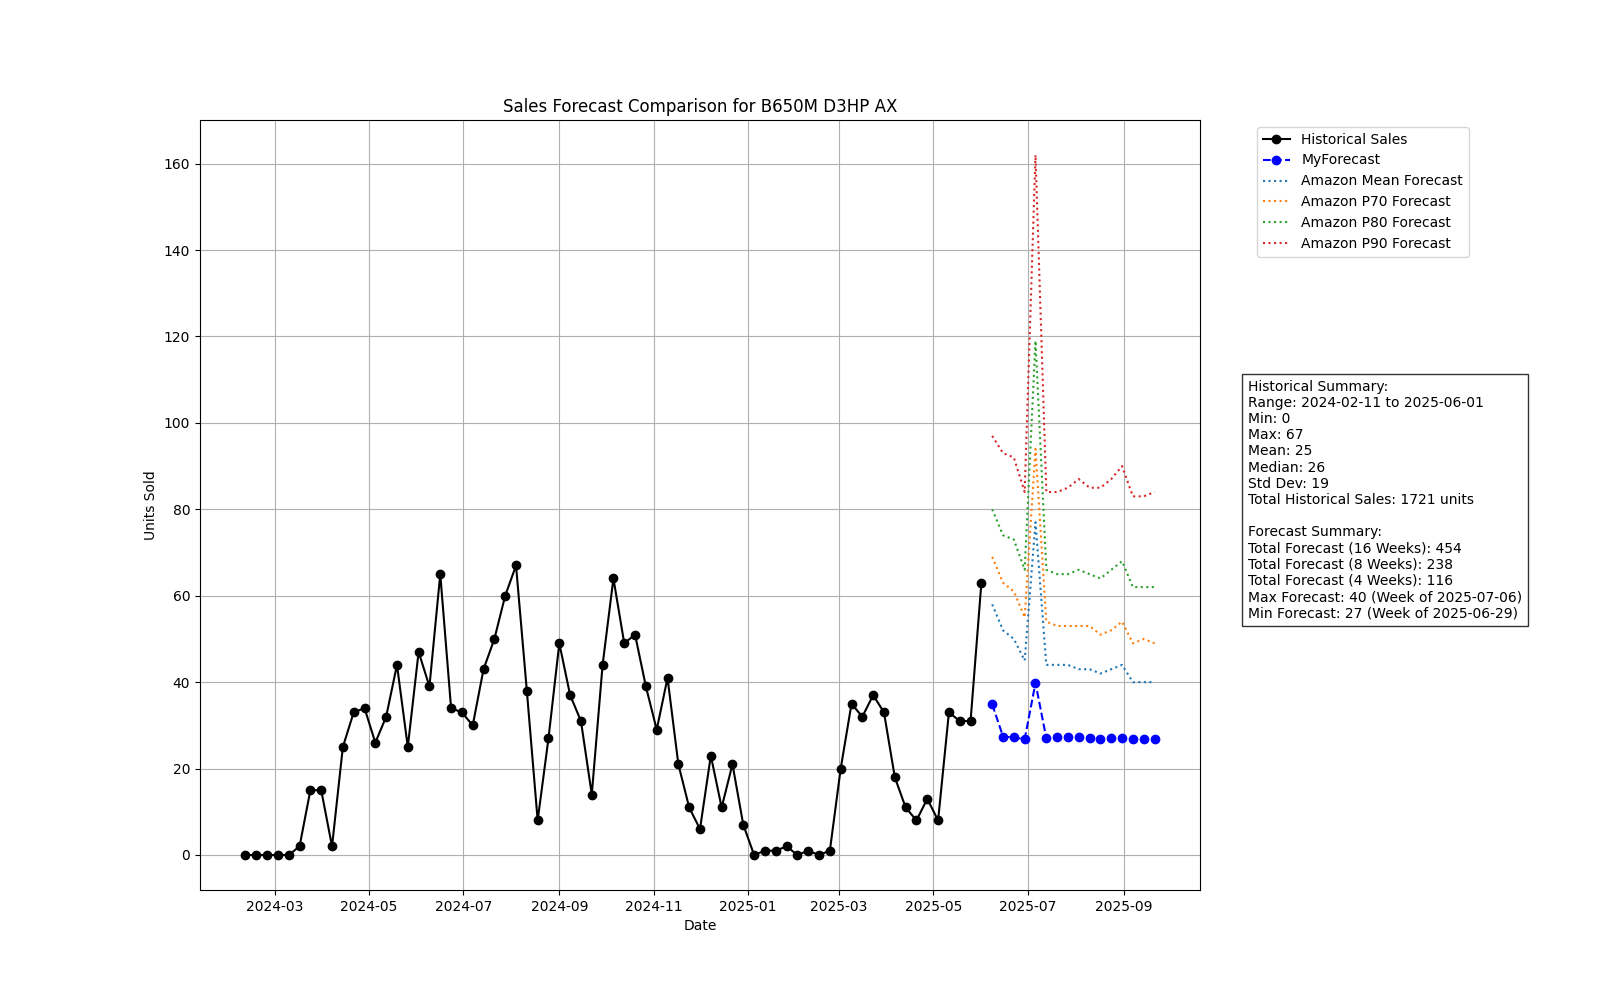 Sales Forecast Comparison for B650M D3HP AX
Units Sold
160
140
120
100
80
60
40
20
0
2024-03
2024-05
2024-07
2024-09
2024-11
2025-01
2025-03
2025-05
2025-07
2025-09
Date
Historical Sales
MyForecast
Amazon Mean Forecast
Amazon P70 Forecast
Amazon P80 Forecast
Amazon P90 Forecast
Historical Summary:
Range: 2024-02-11 to 2025-06-01
Min: 0
Max: 67
Mean: 25
Median: 26
Std Dev: 19
Total Historical Sales: 1721 units
Forecast Summary:
Total Forecast (16 Weeks): 454
Total Forecast (8 Weeks): 238
Total Forecast (4 Weeks): 116
Max Forecast: 40 (Week of 2025-07-06)
Min Forecast: 27 (Week of 2025-06-29)